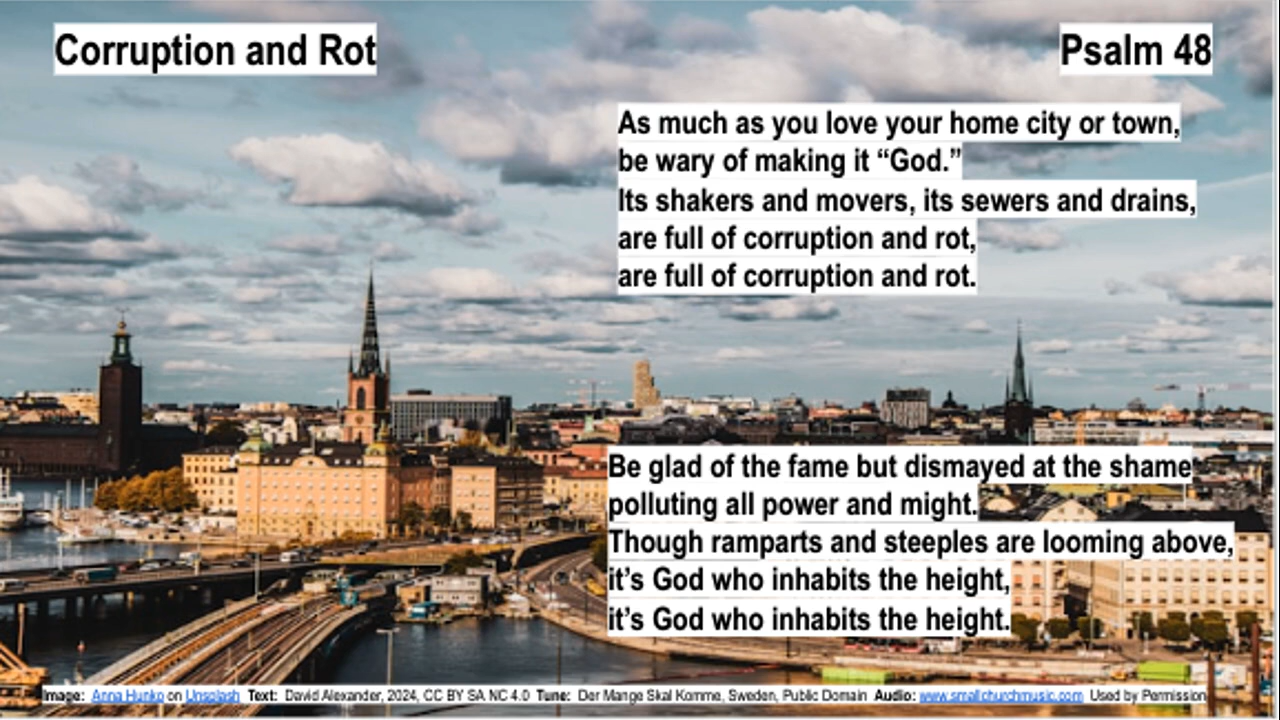 Corruption and Rot
Psalm 48
As much as you love your home city or town,
be wary of making it “God.”
Its shakers and movers, its sewers and drains,
are full of corruption and rot,
are full of corruption and rot.
Be glad of the fame but dismayed at the shame
polluting all power and might.
Though ramparts and steeples are looming above,
it’s God who inhabits the height,
it’s God who inhabits the height.
Image: Anna Hunko on Unsplash Text: David Alexander, 2024, CC BY SA NC 4.0 Tune: Der Mange Skal Komme, Sweden, Public Domain Audio: www.smallchurchmusic.com Used by Permission